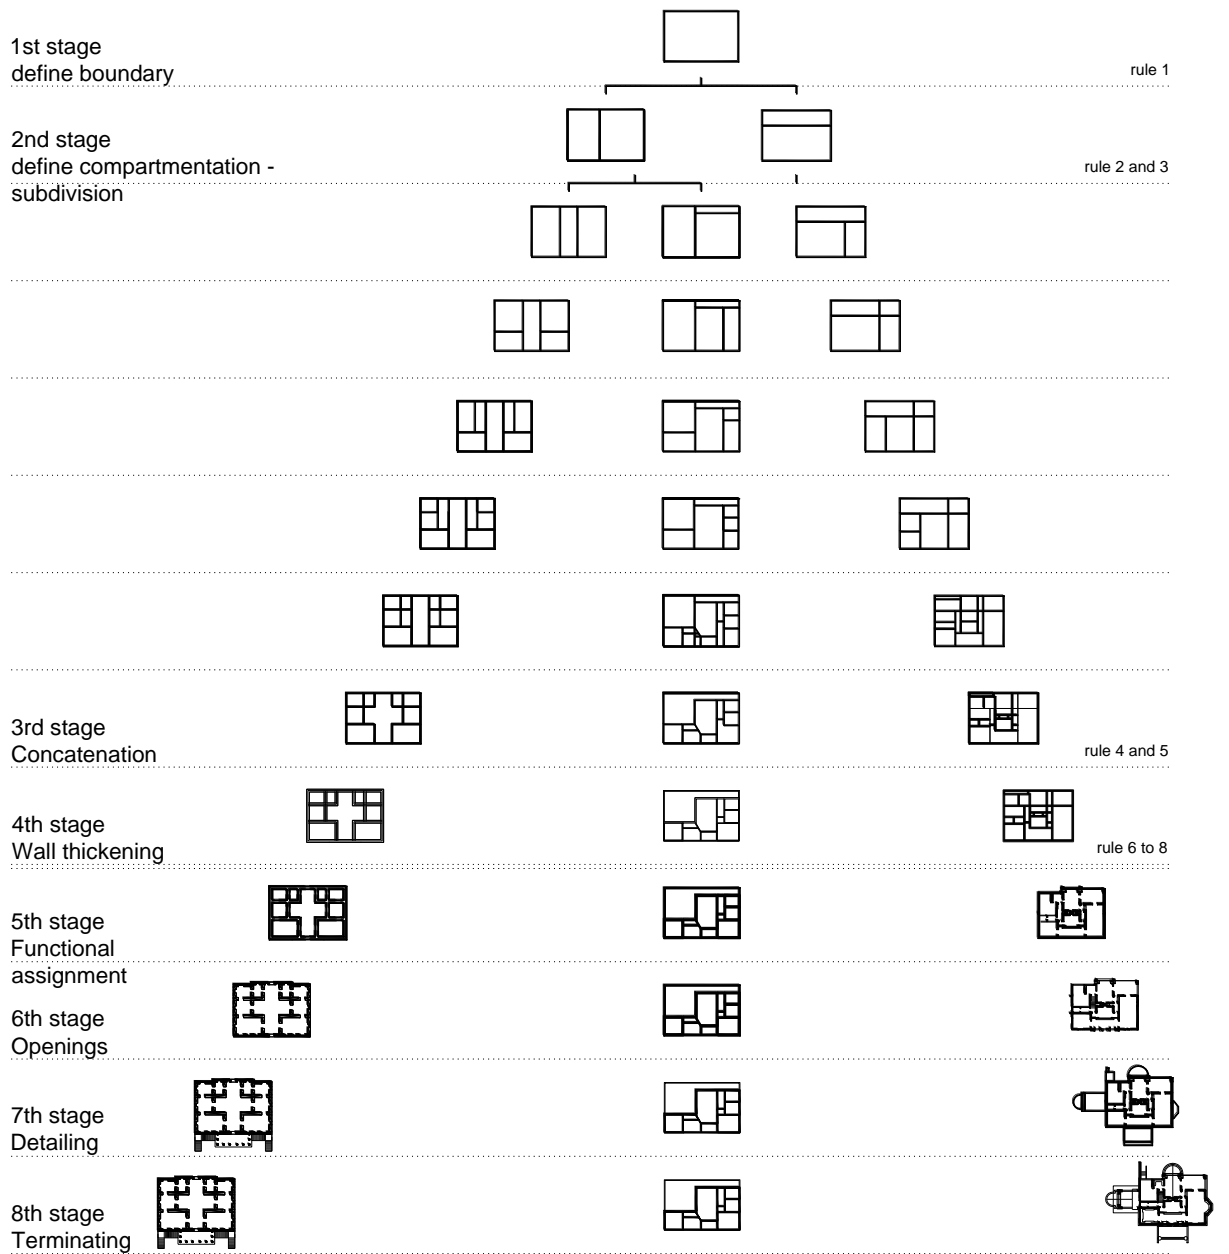 1st stage
define boundary
rule 1
2nd stage
define compartmentation -
subdivision
rule 2 and 3
3rd stage
Concatenation
rule 4 and 5
4th stage
Wall thickening
rule 6 to 8
5th stage
Functional
assignment
6th stage
Openings
7th stage
Detailing
8th stage
Terminating